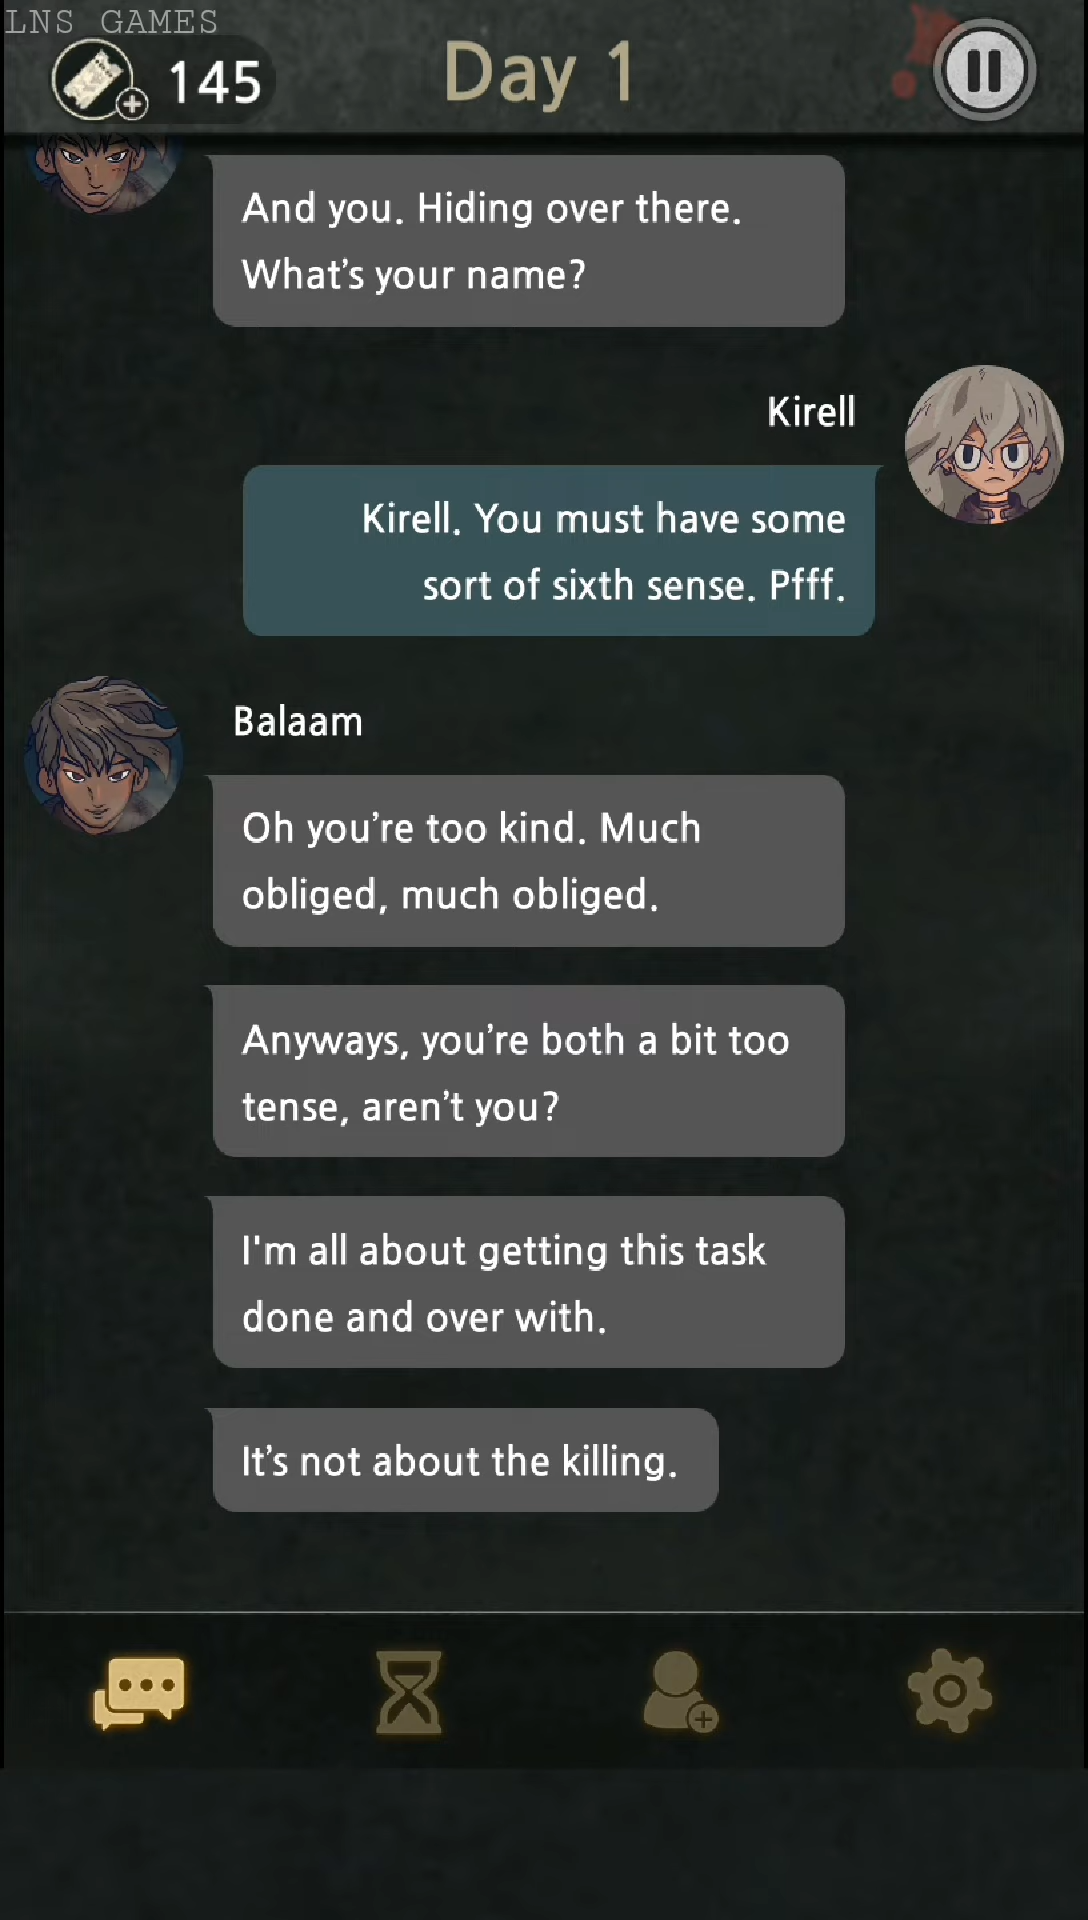 LNS GAMES
145
Day 1
And you. Hiding over there.
What’s your name?
Kirell
Kirell. You must have some
sort of sixth sense. Pfff.
Balaam
Oh you’re too kind. Much
obliged, much obliged.
Anyways, you’re both a bit too
tense, aren’t you?
I'm all about getting this task
done and over with.
It’s not about the killing.